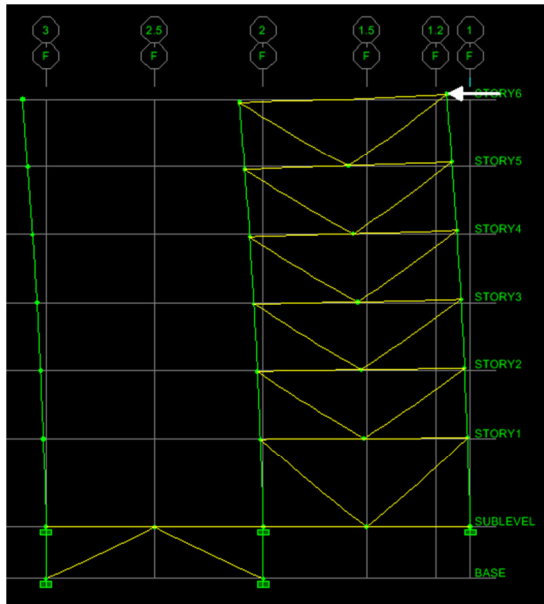 3 2.5 2 1.5 1.2 1
F F F F F F
STORY6
STORY5
STORY4
STORY3
STORY2
STORY1
SUBLEVEL
BASE